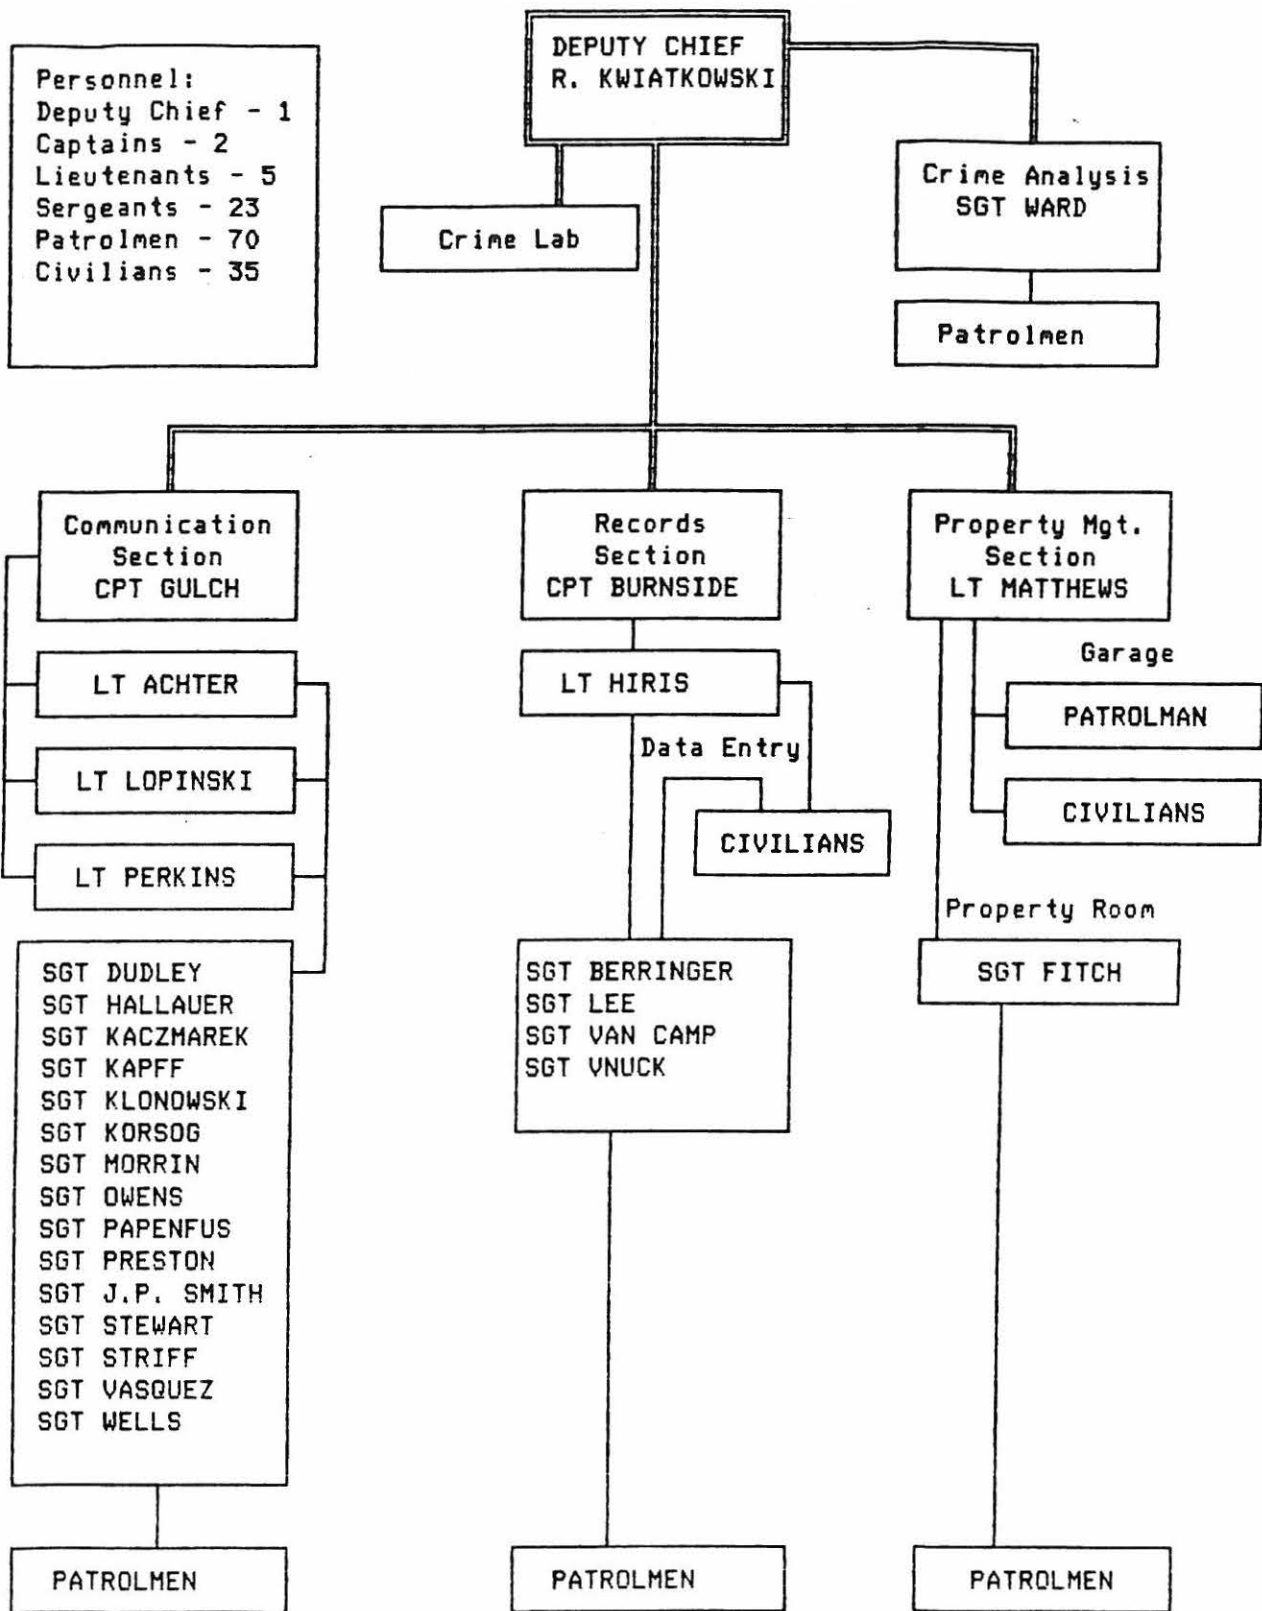 Personnel:
Deputy Chief - 1
Captains - 2
Lieutenants - 5
Sergeants - 23
Patrolmen - 70
Civilians - 35
DEPUTY CHIEF
R. KWIATKOWSKI
Crime Lab
Crime Analysis
SGT WARD
Patrolmen
Communication
Section
CPT GULCH
LT ACHTER
LT LOPINSKI
LT PERKINS
SGT DUDLEY
SGT HALLAUER
SGT KACZMAREK
SGT KAPFF
SGT KLONOWSKI
SGT KORSOG
SGT MORRIN
SGT OWENS
SGT PAPENFUS
SGT PRESTON
SGT J.P. SMITH
SGT STEWART
SGT STRIFF
SGT VASQUEZ
SGT WELLS
PATROLMEN
Records
Section
CPT BURNSIDE
LT HIRIS
Data Entry
CIVILIANS
SGT BERRINGER
SGT LEE
SGT VAN CAMP
SGT VNUCK
PATROLMEN
Property Mgt.
Section
LT MATTHEWS
Garage
PATROLMAN
CIVILIANS
Property Room
SGT FITCH
PATROLMEN